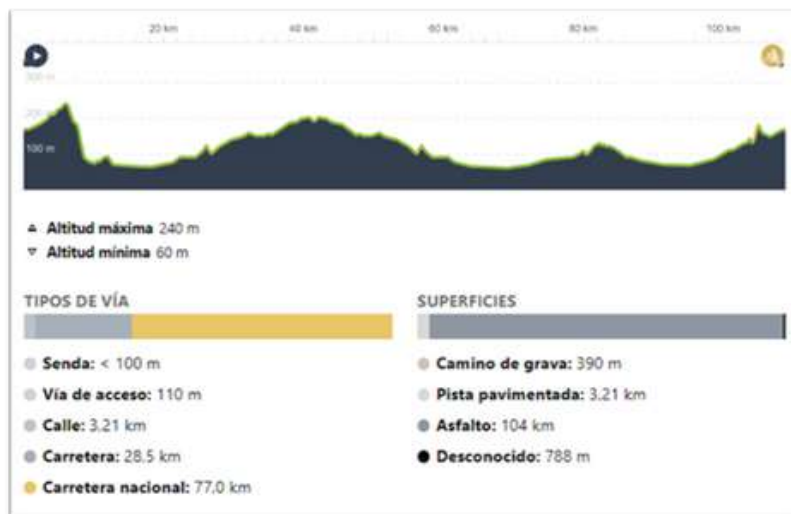 20 km 40 km 60 km 80 km 100 km
300 m
200 m
100 m
Altitud máxima 240 m
Altitud mínima 60 m
TIPOS DE VÍA
Senda: < 100 m
Vía de acceso: 110 m
Calle: 3,21 km
Carretera: 28,5 km
Carretera nacional: 77,0 km
SUPERFICIES
Camino de grava: 390 m
Pista pavimentada: 3,21 km
Asfalto: 104 km
Desconocido: 788 m